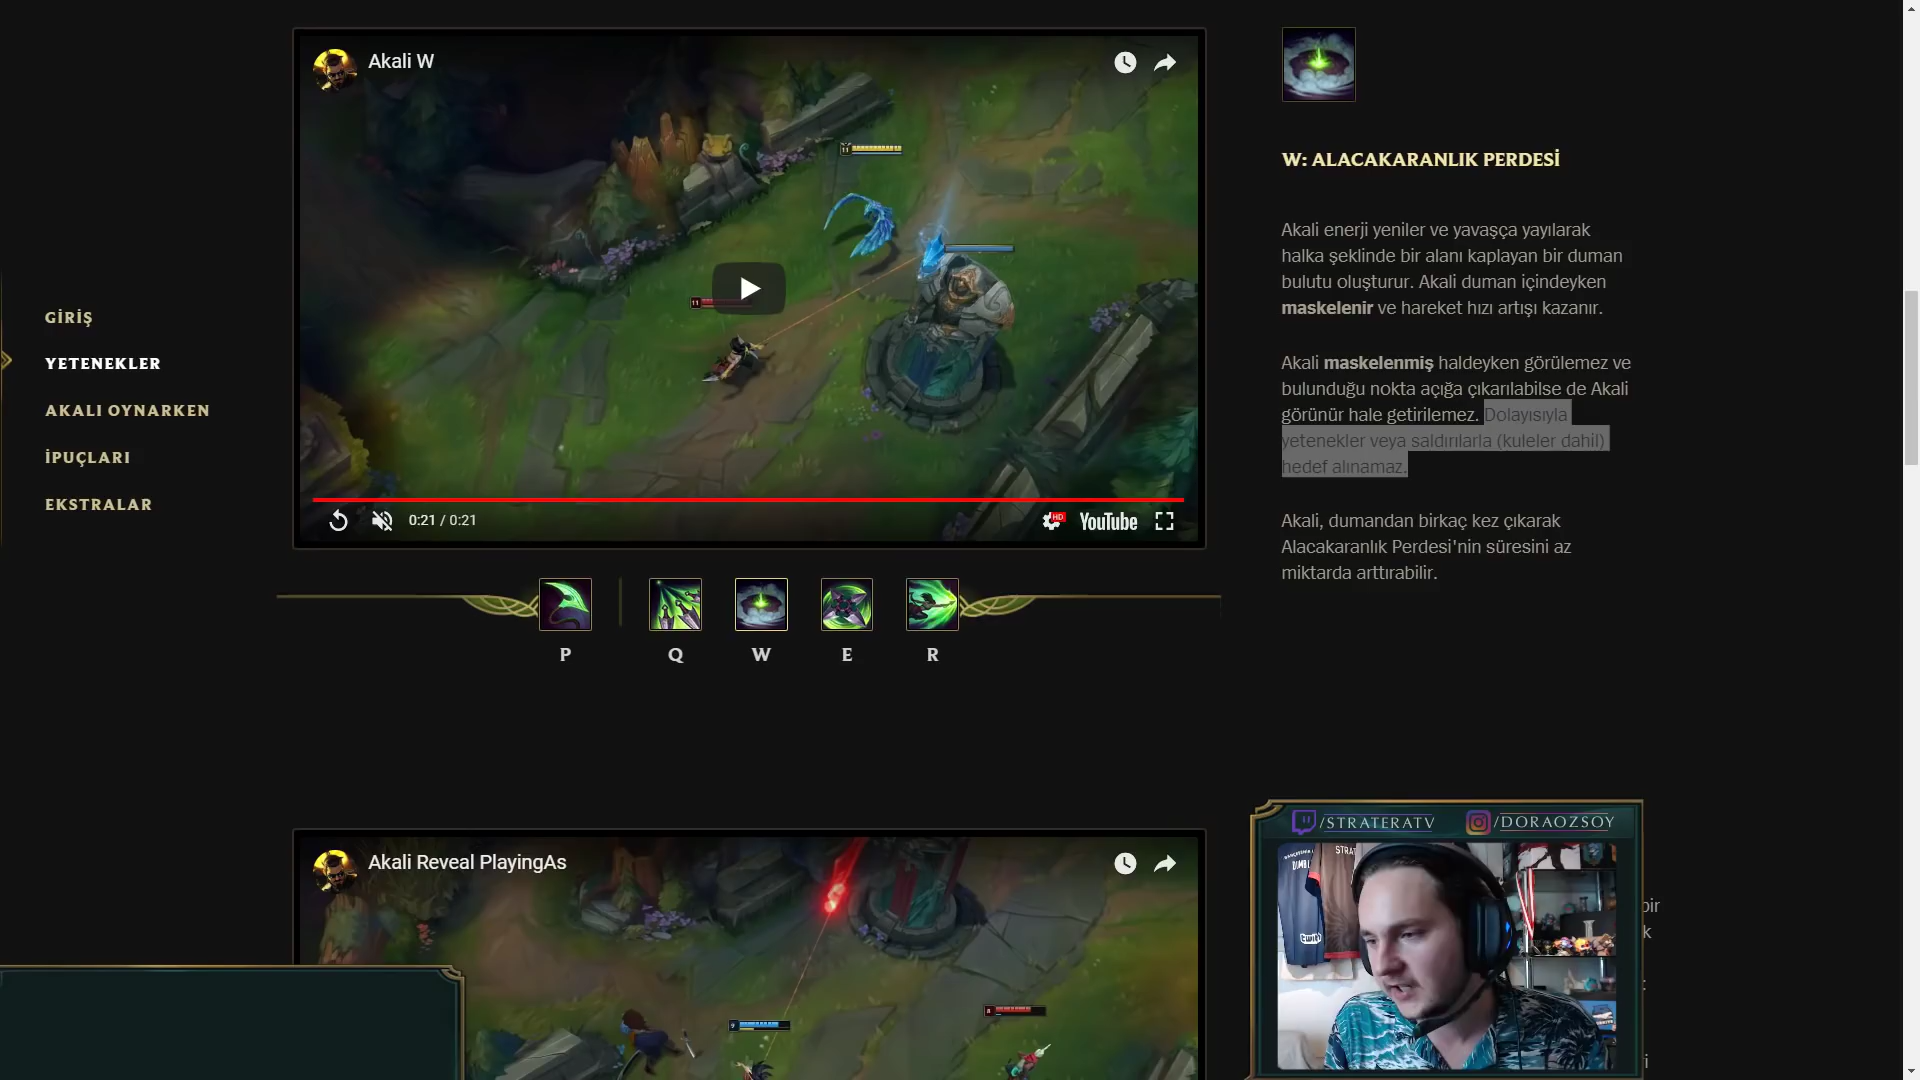 Akali W
0:21 / 0:21
HD
YouTube
GİRİŞ
YETENEKLER
AKALI OYNARKEN
İPUÇLARI
EKSTRALAR
P
Q
W
E
R
W: ALACAKARANLIK PERDESİ
Akali enerji yeniler ve yavaşça yayılarak
halka şeklinde bir alanı kaplayan bir duman
bulutu oluşturur. Akali duman içindeyken
maskelenir ve hareket hızı artışı kazanır.
Akali maskelenmiş haldeyken görülemez ve
bulunduğu nokta açığa çıkarılabilse de Akali
görünür hale getirilemez. Dolayısıyla
yetenekler veya saldırılarla (kuleler dahil)
hedef alınamaz.
Akali, dumandan birkaç kez çıkarak
Alacakaranlık Perdesi'nin süresini az
miktarda arttırabilir.
Akali Reveal PlayingAs
/STRATERATV
/DORAOZSOY
bir
k